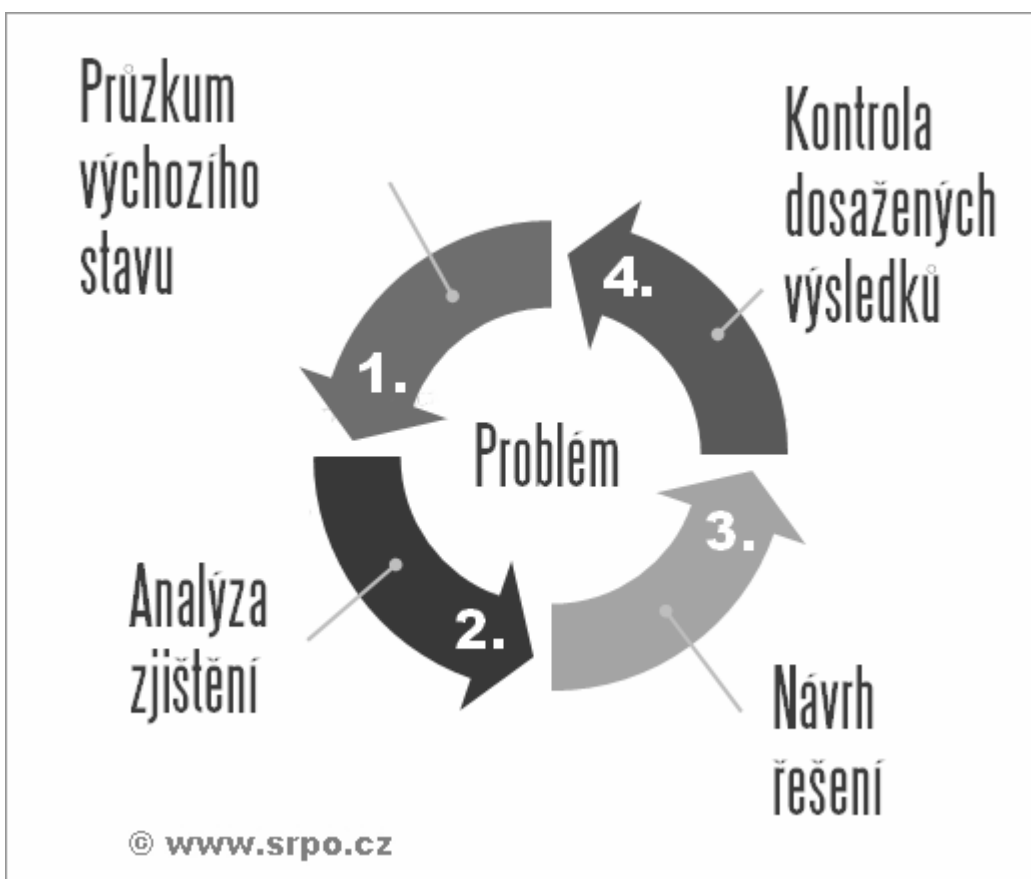 Průzkum
výchozího
stavu
1.
Analýza
zjištění
2.
Návrh
řešení
3.
Kontrola
dosažených
výsledků
4.
Problém
© www.srpo.cz